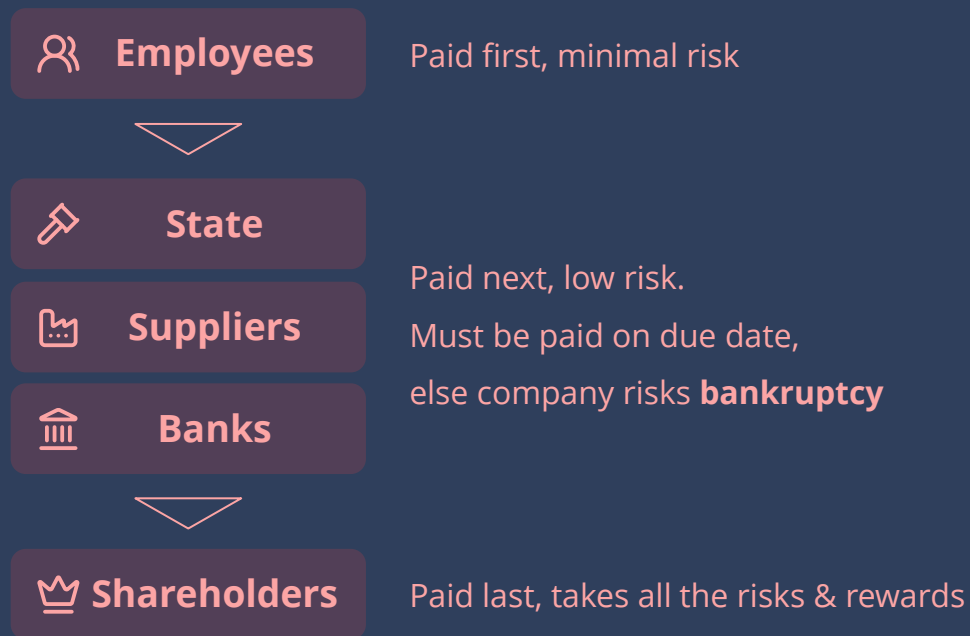 Employees
Paid first, minimal risk
State
Suppliers
Banks
Paid next, low risk.
Must be paid on due date,
else company risks bankruptcy
Shareholders
Paid last, takes all the risks & rewards